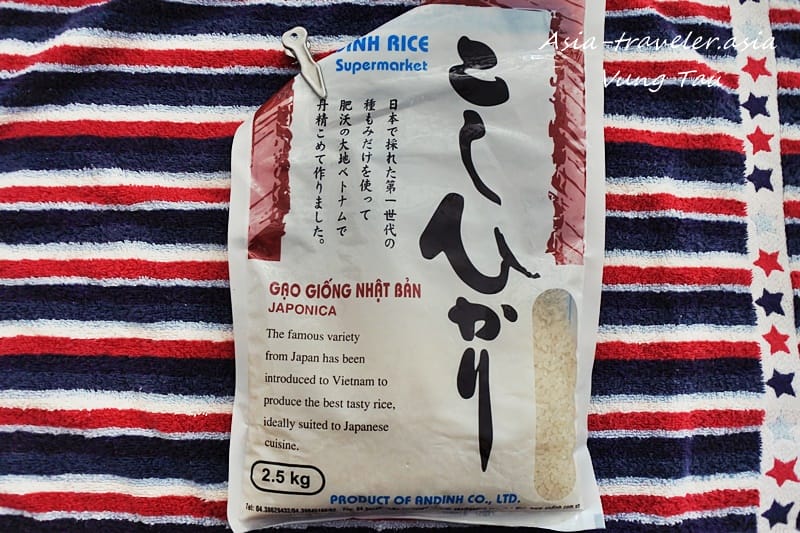 Asia-traveler.asia
Vung Tau
DINH RICE
Supermarket
こしひかり
日本で採れた第一世代の
種もみだけを使って
肥沃の大地ベトナムで
丹精こめて作りました。
GẠO GIỐNG NHẬT BẢN
JAPONICA
The famous variety
from Japan has been
introduced to Vietnam to
produce the best tasty rice,
ideally suited to Japanese
cuisine.
2.5 kg
PRODUCT OF ANDINH CO., LTD.